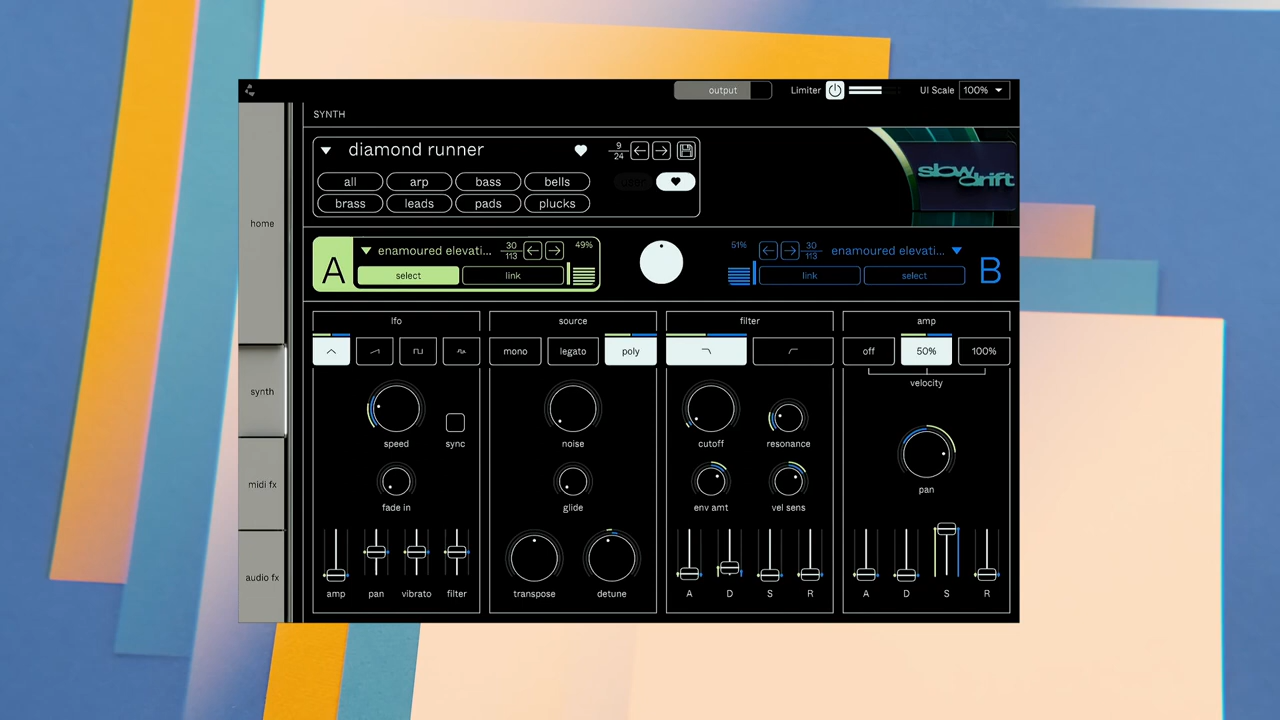 output
Limiter
UI Scale
100%
SYNTH
diamond runner
9
24
all
arp
bass
bells
user
brass
leads
pads
plucks
slow
drift
home
synth
midi fx
audio fx
A
enamoured elevati...
30
113
49%
select
link
51%
30
113
enamoured elevati...
link
select
B
lfo
speed
sync
fade in
amp
pan
vibrato
filter
source
mono
legato
poly
noise
glide
transpose
detune
filter
cutoff
resonance
env amt
vel sens
A
D
S
R
amp
off
50%
100%
velocity
pan
A
D
S
R